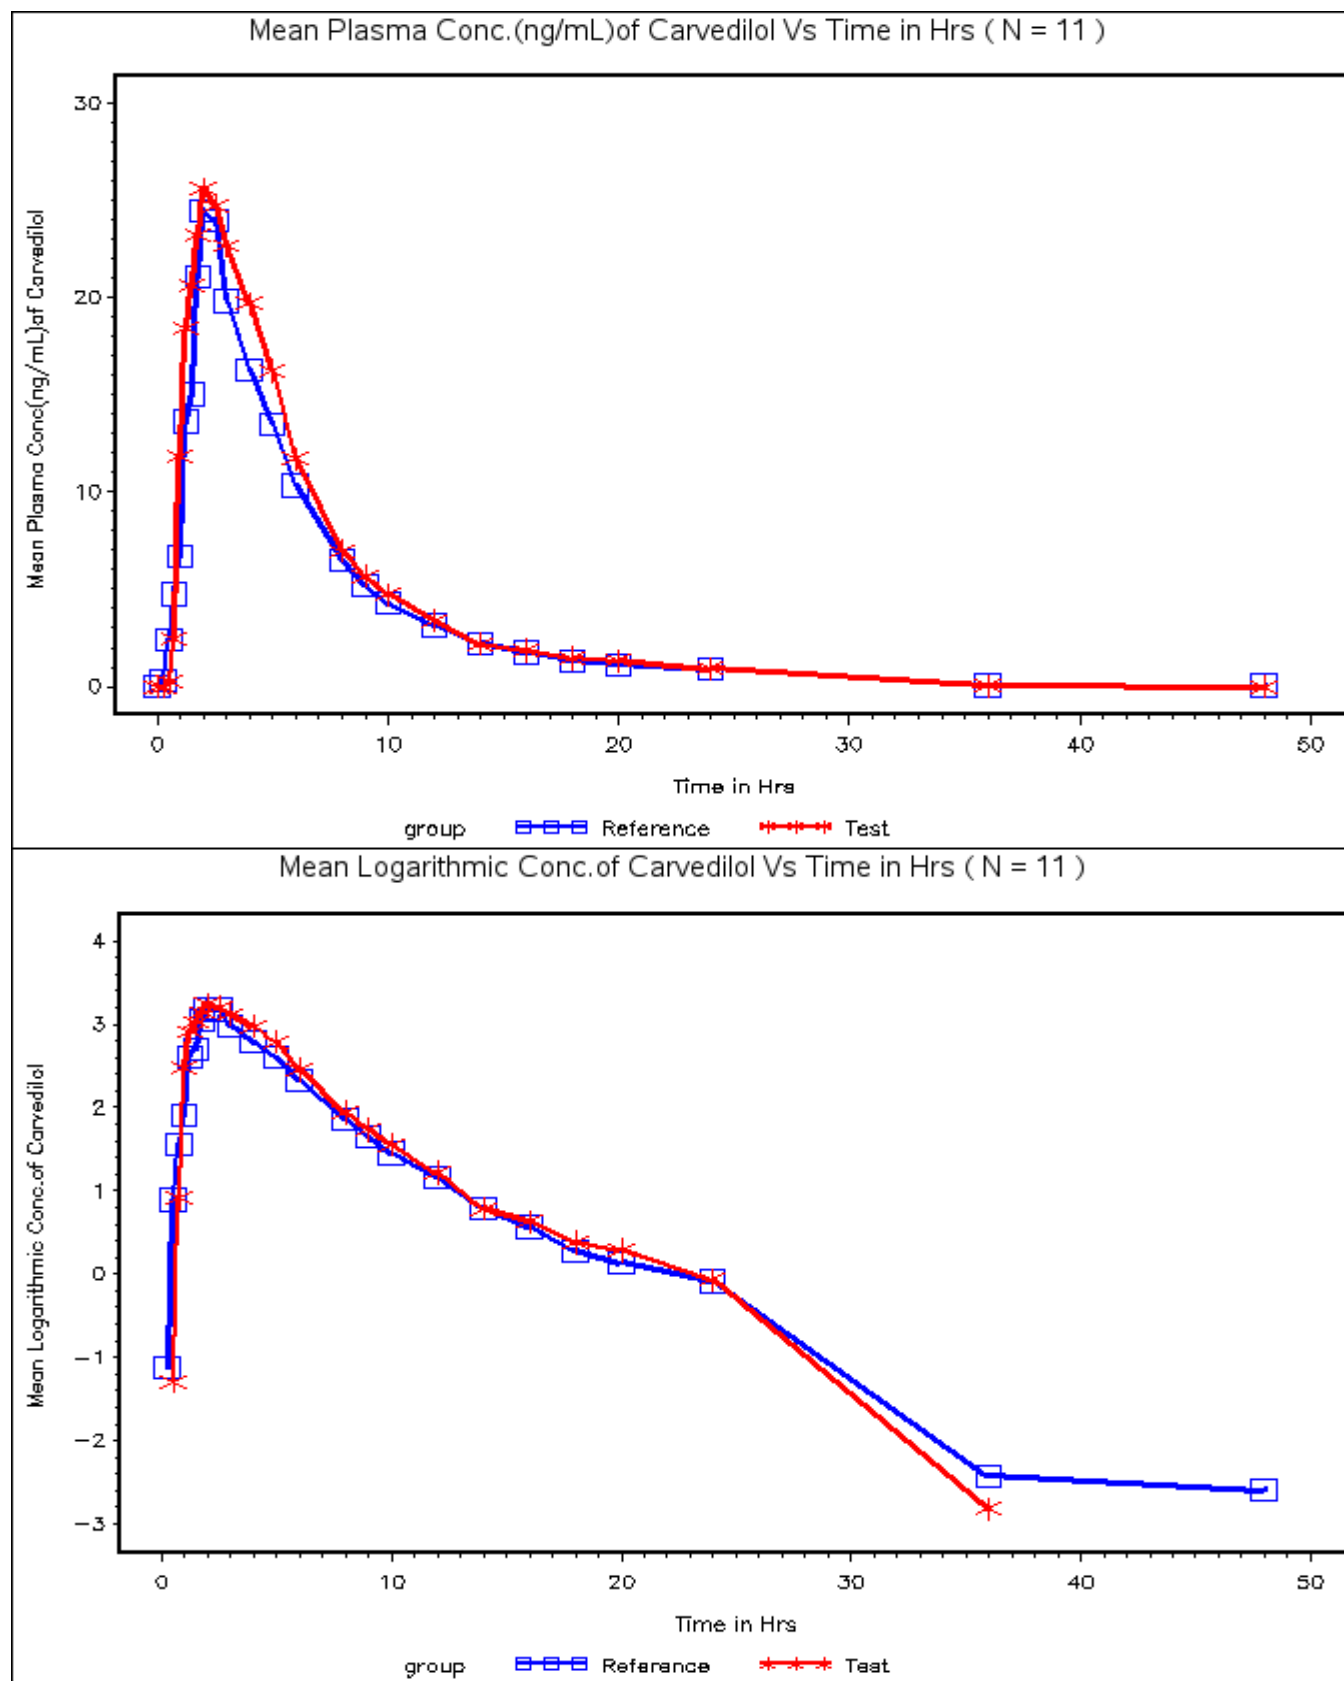 Mean Plasma Conc.(ng/mL)of Carvedilol Vs Time in Hrs ( N = 11 )
Mean Plasma Conc(ng/mL)of Carvedilol
30
20
10
0
0 10 20 30 40 50
Time in Hrs
group Reference Test
Mean Logarithmic Conc.of Carvedilol Vs Time in Hrs ( N = 11 )
Mean Logarithmic Conc.of Carvedilol
4
3
2
1
0
−1
−2
−3
0 10 20 30 40 50
Time in Hrs
group Reference Test